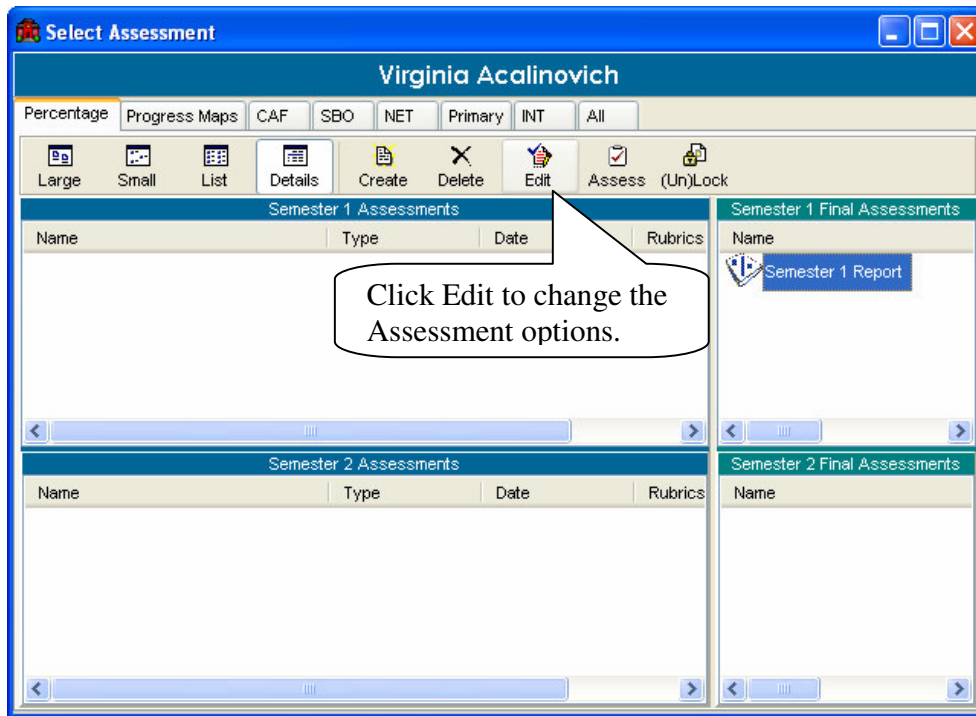 Select Assessment
Virginia Acalinovich
Percentage Progress Maps CAF SBO NET Primary INT All
Large Small List Details Create Delete Edit Assess (Un)Lock
Semester 1 Assessments
Name Type Date Rubrics
Semester 1 Final Assessments
Name
Semester 1 Report
Click Edit to change the
Assessment options.
Semester 2 Assessments
Name Type Date Rubrics
Semester 2 Final Assessments
Name